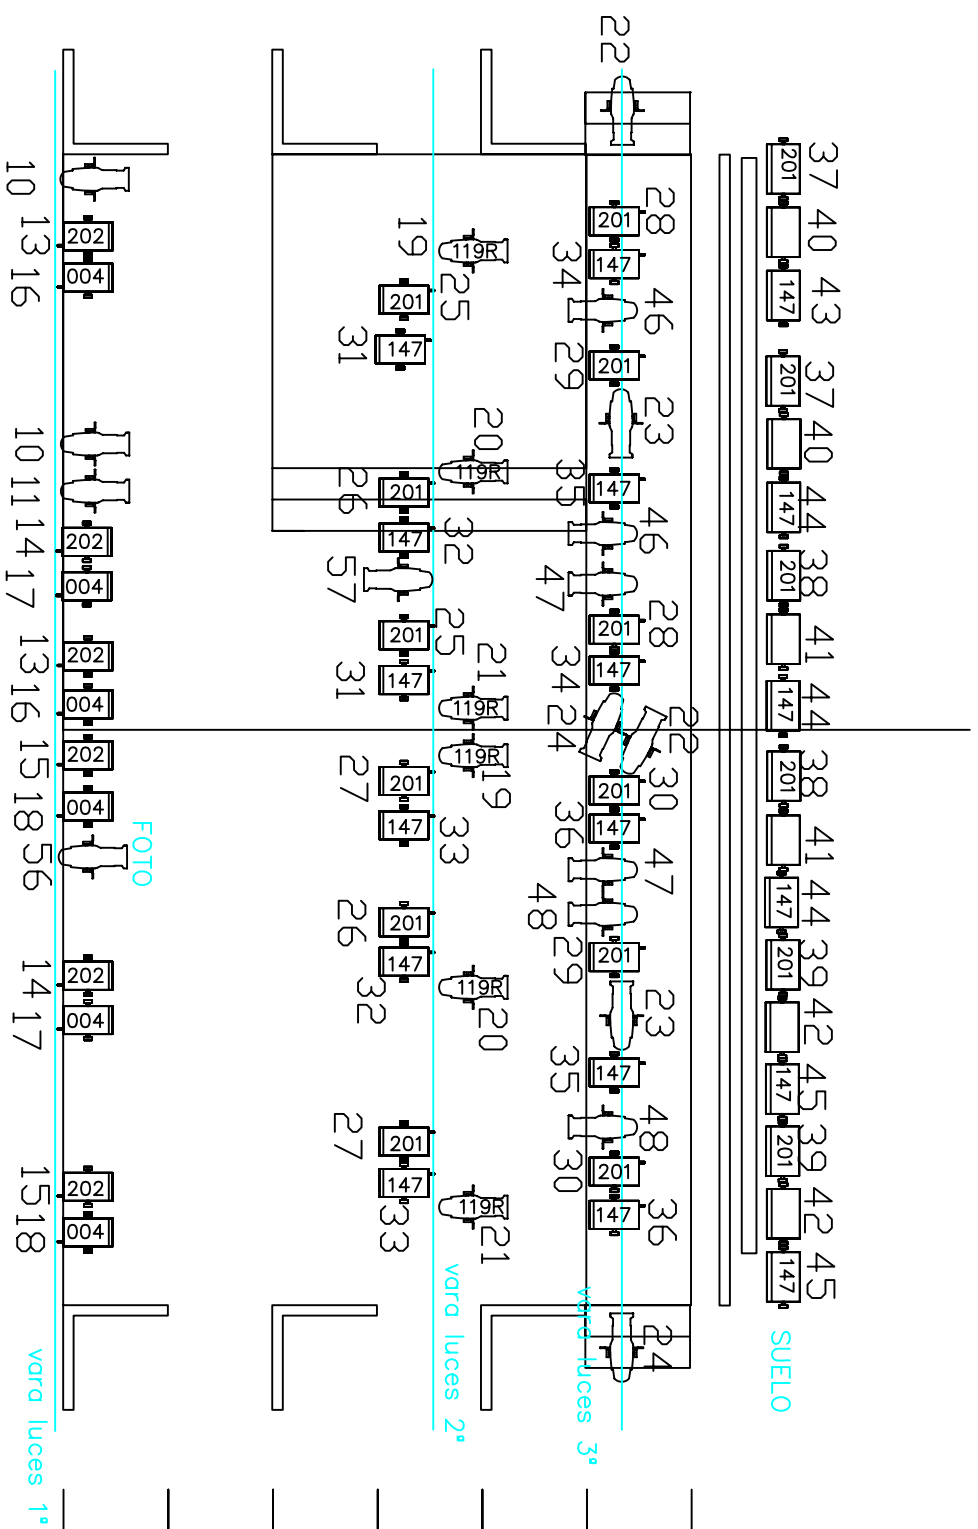 22
37 40 43 37 40 44 38 41 44 38 41 44 39 42 45 39 42 45
201 147 201 147 201 147 201 147 201 147 201 147
SUELO
28 34 46 29 23 35 46 47 28 34 24 22 30 36 47 48 29 23 35 48 30 36 24
201 147 201 147 201 147 201 147 201 147 201 147
vara luces 3ª
19 20 21 19 20 21
119R 119R 119R 119R 119R 119R
25 31 26 32 57 25 31 27 33 26 32 27 33
201 147 201 147 201 147 201 147 201 147 201 147
vara luces 2ª
FOTO
202 004 202 004 202 004 202 004 202 004 202 004
10 13 16 10 11 14 17 13 16 15 18 56 14 17 15 18
vara luces 1ª